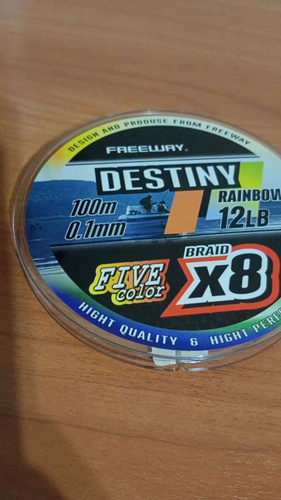 DESIGN AND PRODUSE FROM FREEWAY
FREEWAY.
DESTINY
100m
0.1mm
RAINBOW
12LB
BRAID
X8
FIVE
color
HIGHT QUALITY & HIGHT